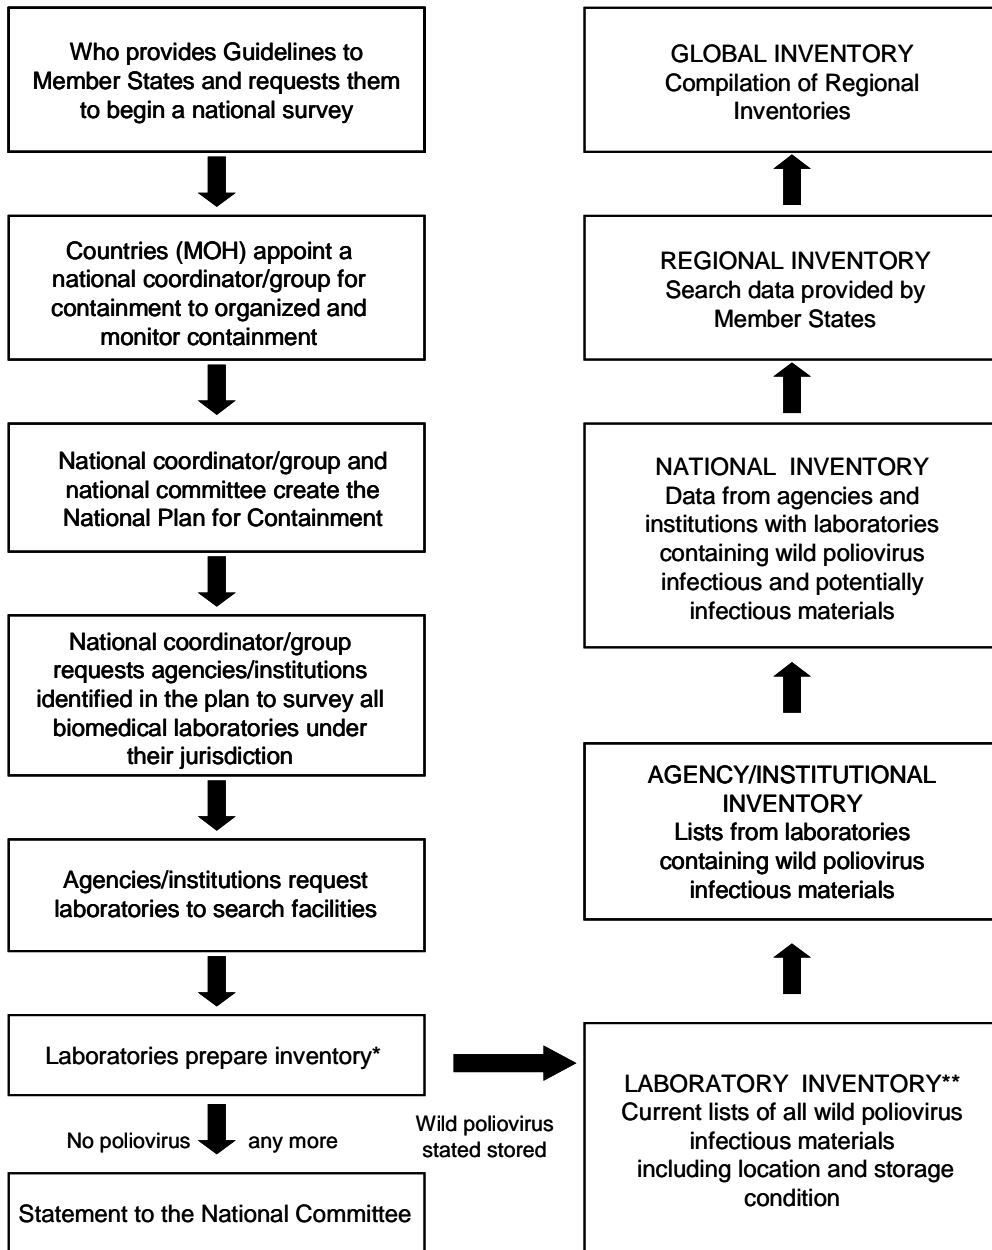 Who provides Guidelines to
Member States and requests them
to begin a national survey
Countries (MOH) appoint a
national coordinator/group for
containment to organized and
monitor containment
National coordinator/group and
national committee create the
National Plan for Containment
National coordinator/group
requests agencies/institutions
identified in the plan to survey all
biomedical laboratories under
their jurisdiction
Agencies/institutions request
laboratories to search facilities
Laboratories prepare inventory*
No poliovirus any more
Statement to the National Committee
Wild poliovirus
stated stored
LABORATORY INVENTORY**
Current lists of all wild poliovirus
infectious materials
including location and storage
condition
AGENCY/INSTITUTIONAL
INVENTORY
Lists from laboratories
containing wild poliovirus
infectious materials
NATIONAL INVENTORY
Data from agencies and
institutions with laboratories
containing wild poliovirus
infectious and potentially
infectious materials
REGIONAL INVENTORY
Search data provided by
Member States
GLOBAL INVENTORY
Compilation of Regional
Inventories